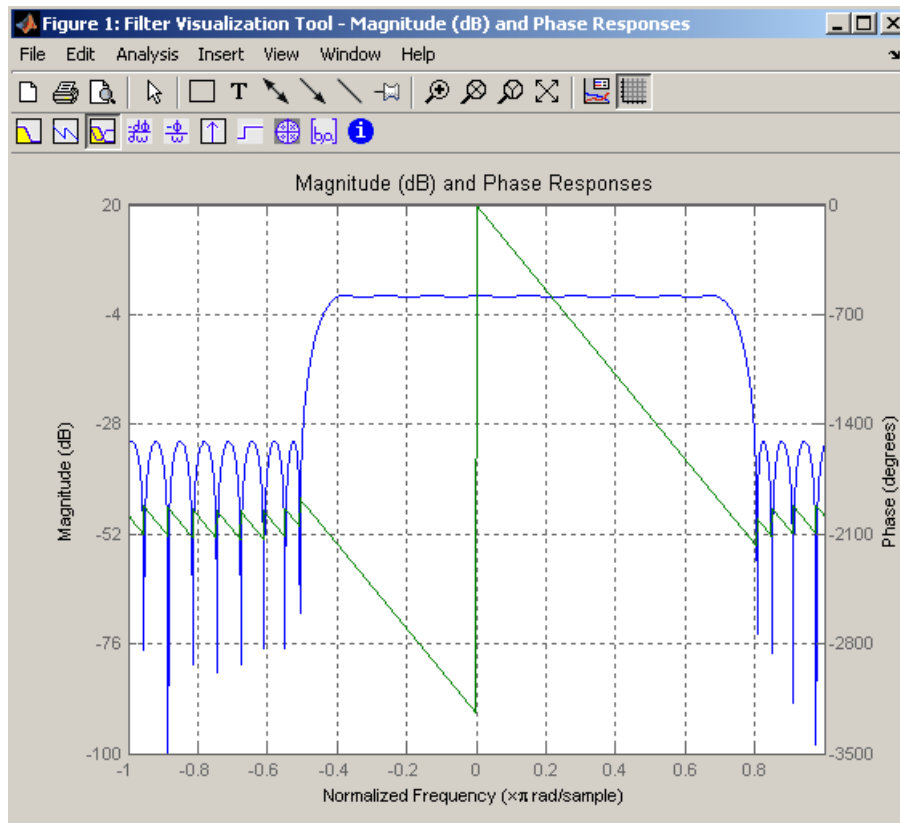 Figure 1: Filter Visualization Tool - Magnitude (dB) and Phase Responses
File Edit Analysis Insert View Window Help
T
[b,a] i
Magnitude (dB) and Phase Responses
20 0
-4 -700
-28 -1400
-52 -2100
-76 -2800
-100 -3500
Magnitude (dB)
Phase (degrees)
-1 -0.8 -0.6 -0.4 -0.2 0 0.2 0.4 0.6 0.8
Normalized Frequency (×π rad/sample)